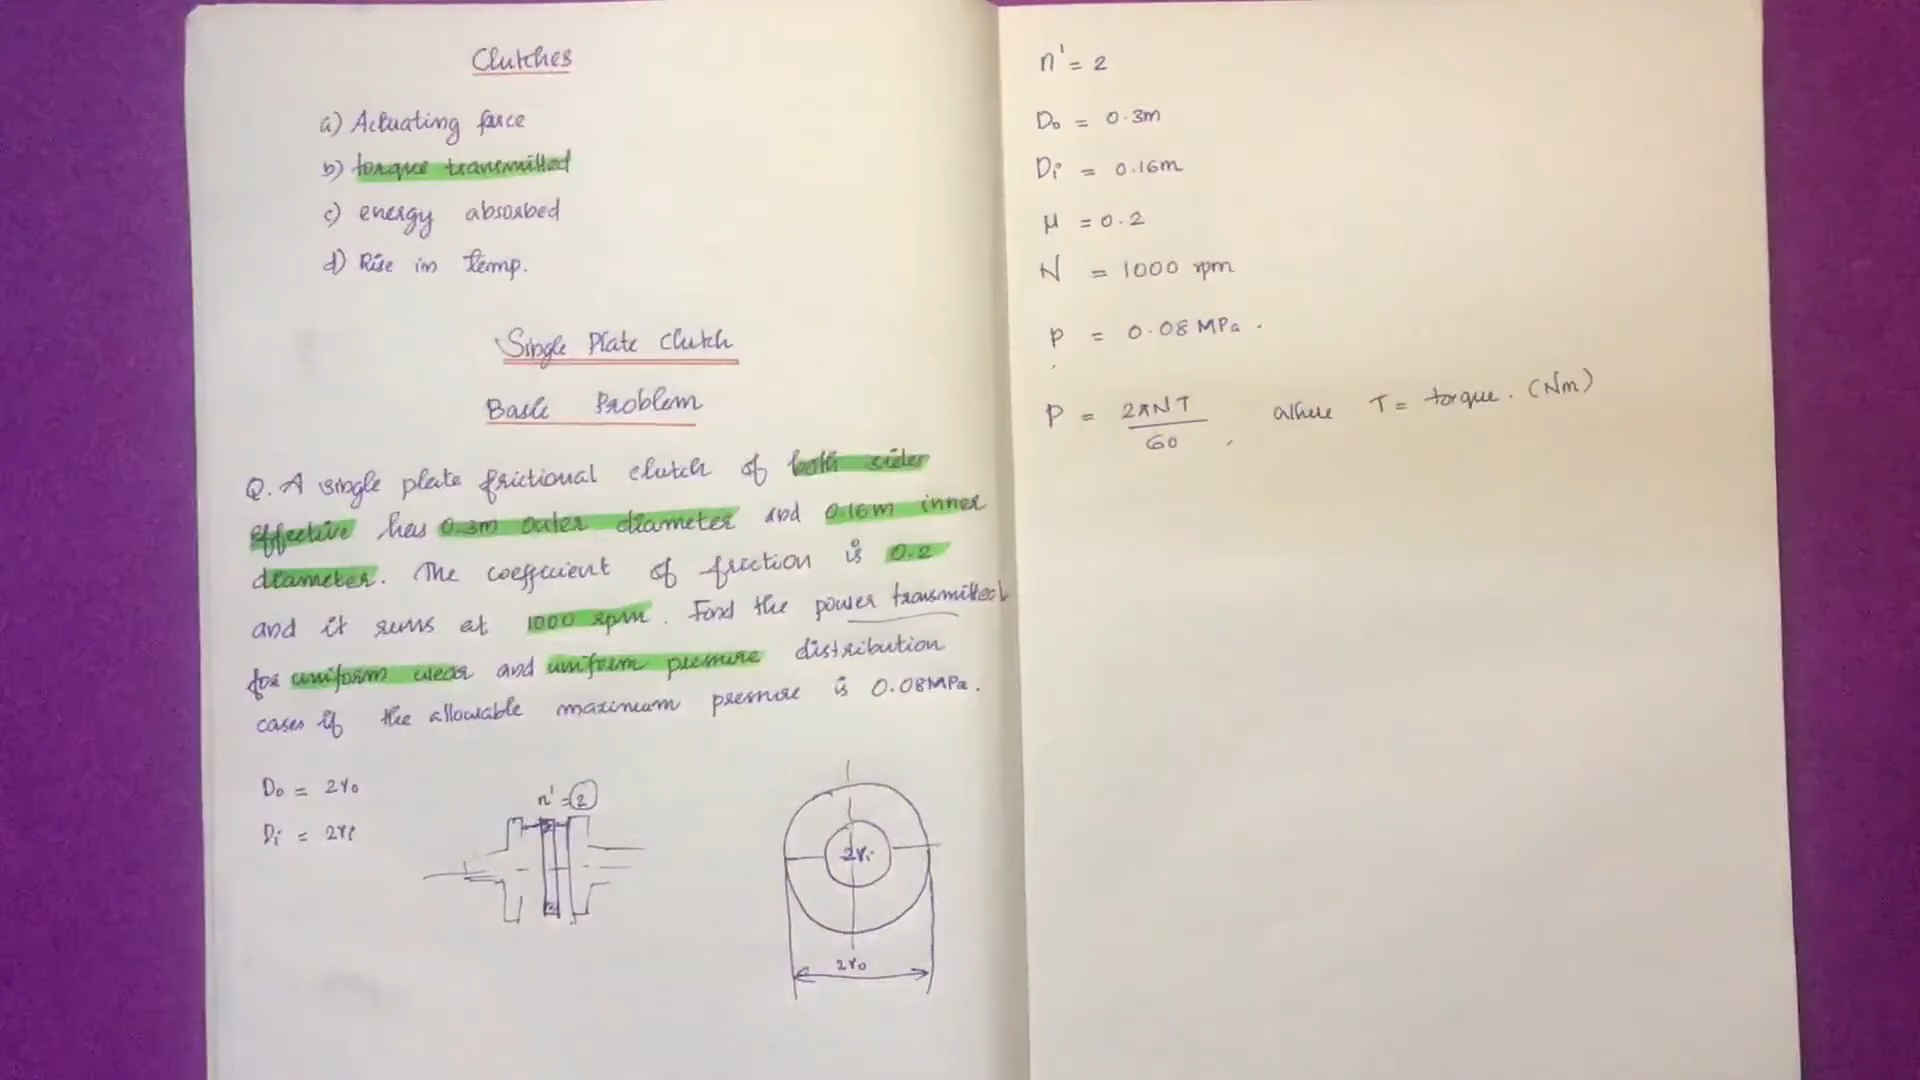 Clutches
a) Actuating force
b) torque transmitted
c) energy absorbed
d) Rise in temp.
Single Plate Clutch
Basic Problem
Q. A single plate frictional clutch of both sides
effective has 0.3m outer diameter and 0.16m inner
diameter. The coefficient of friction is 0.2
and it runs at 1000 rpm. Find the power transmitted
for uniform wear and uniform pressure distribution
cases if the allowable maximum pressure is 0.08MPa.
Do = 2ro
Di = 2ri
n' = 2
2ri
2ro
n' = 2
Do = 0.3m
Di = 0.16m
μ = 0.2
N = 1000 rpm
p = 0.08 MPa.
P = 2πNT / 60, where T = torque. (Nm)